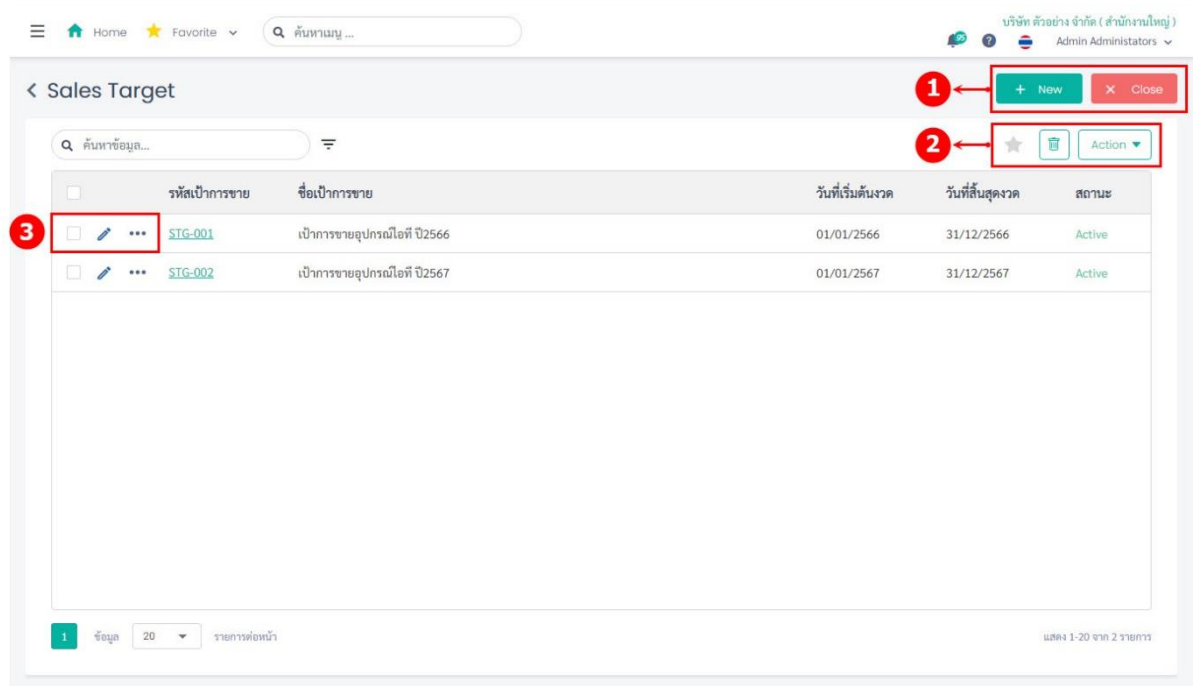 บริษัท ตัวอย่าง จำกัด ( สำนักงานใหญ่ )
Home Favorite ค้นหาเมนู ... 95 ? Admin Administators
< Sales Target
1 + New X Close
ค้นหาข้อมูล... 2 Action
รหัสเป้าการขาย ชื่อเป้าการขาย วันที่เริ่มต้นงวด วันที่สิ้นสุดงวด สถานะ
3 STG-001 เป้าการขายอุปกรณ์ไอที ปี2566 01/01/2566 31/12/2566 Active
STG-002 เป้าการขายอุปกรณ์ไอที ปี2567 01/01/2567 31/12/2567 Active
1 ข้อมูล 20 รายการต่อหน้า แสดง 1-20 จาก 2 รายการ